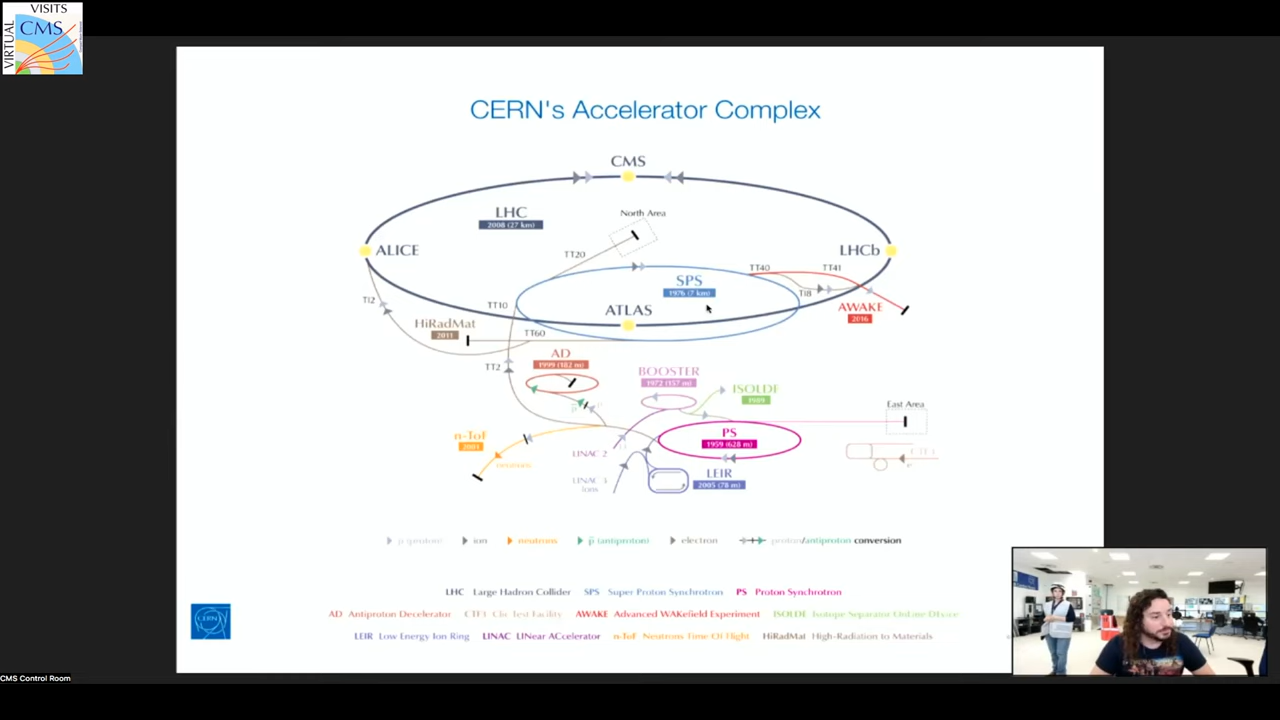 VISITS
CMS
VIRTUAL
CERN's Accelerator Complex
CMS
LHC
2008 (27 km)
North Area
ALICE
LHCb
TT20
TT40
TT41
SPS
1976 (7 km)
TI8
TI2
TT10
ATLAS
AWAKE
2016
HiRadMat
2011
TT60
AD
1999 (182 m)
TT2
BOOSTER
1972 (157 m)
ISOLDE
1989
East Area
p
n-ToF
2001
PS
1959 (628 m)
LINAC 2
neutrons
LEIR
2005 (78 m)
LINAC 3
Ions
p (proton)
ion
neutrons
p̄ (antiproton)
electron
proton/antiproton conversion
LHC Large Hadron Collider SPS Super Proton Synchrotron PS Proton Synchrotron
AD Antiproton Decelerator CTF3 Clic Test Facility AWAKE Advanced WAKefield Experiment ISOLDE Isotope Separator OnLine DEvice
LEIR Low Energy Ion Ring LINAC LINear ACcelerator n-ToF Neutrons Time Of Flight HiRadMat High-Radiation to Materials
CERN
CMS Control Room